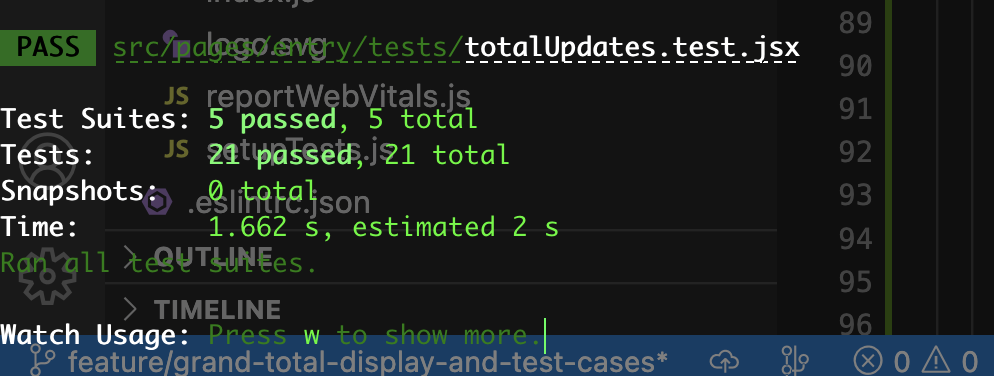 index.js
89
PASS src/pages/entry/tests/totalUpdates.test.jsx
logo.svg
90
JS reportWebVitals.js
91
Test Suites: 5 passed, 5 total
JS setupTests.js
92
Tests: 21 passed, 21 total
Snapshots: 0 total
.eslintrc.json
93
Time: 1.662 s, estimated 2 s
94
OUTLINE
Ran all test suites.
95
TIMELINE
96
Watch Usage: Press w to show more.
feature/grand-total-display-and-test-cases* 0 0